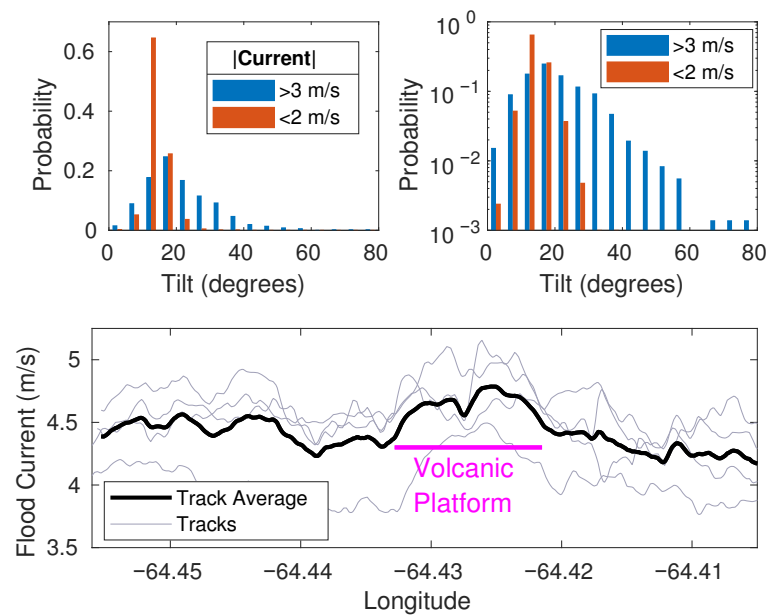 0.6
0.4
0.2
0
Probability
|Current|
>3 m/s
<2 m/s
0 20 40 60 80
Tilt (degrees)
10^0
10^-1
10^-2
10^-3
Probability
>3 m/s
<2 m/s
0 20 40 60 80
Tilt (degrees)
5
4.5
4
3.5
Flood Current (m/s)
Volcanic
Platform
Track Average
Tracks
−64.45 −64.44 −64.43 −64.42 −64.41
Longitude